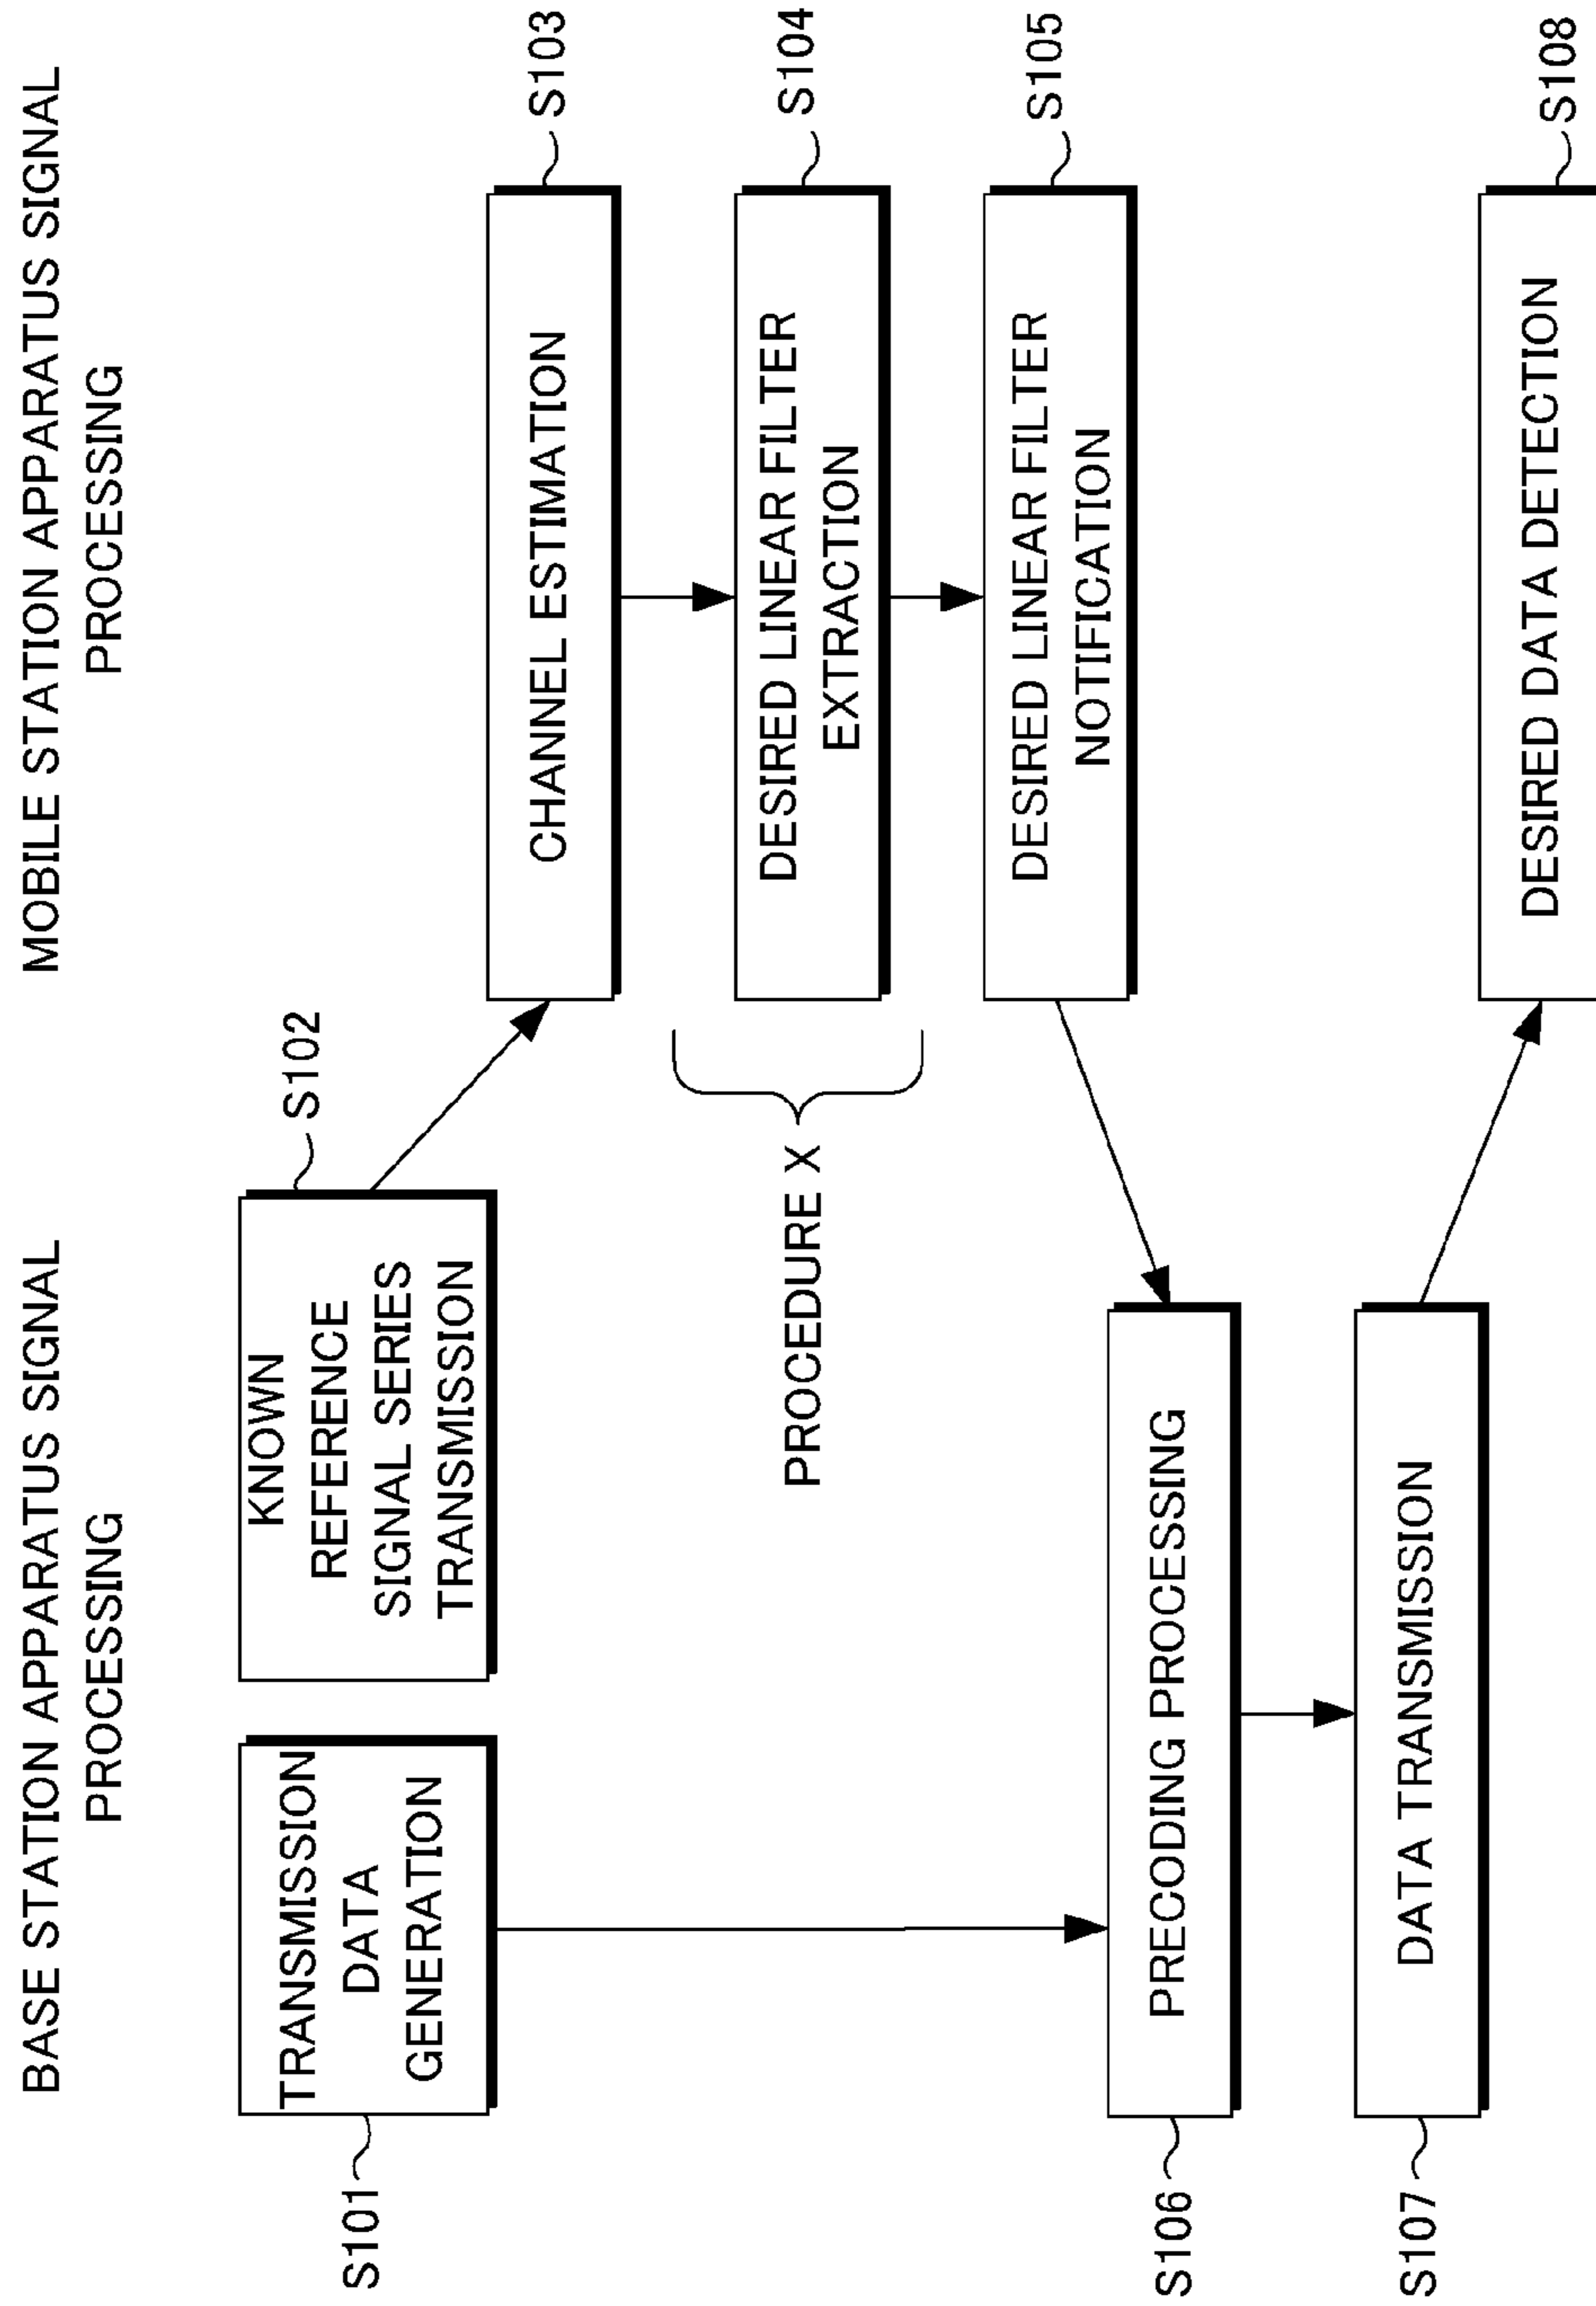 BASE STATION APPARATUS SIGNAL
PROCESSING
MOBILE STATION APPARATUS SIGNAL
PROCESSING
S101
TRANSMISSION
DATA
GENERATION
KNOWN
REFERENCE
SIGNAL SERIES
TRANSMISSION
S102
CHANNEL ESTIMATION
S103
PROCEDURE X
DESIRED LINEAR FILTER
EXTRACTION
S104
DESIRED LINEAR FILTER
NOTIFICATION
S105
S106
PRECODING PROCESSING
S107
DATA TRANSMISSION
DESIRED DATA DETECTION
S108